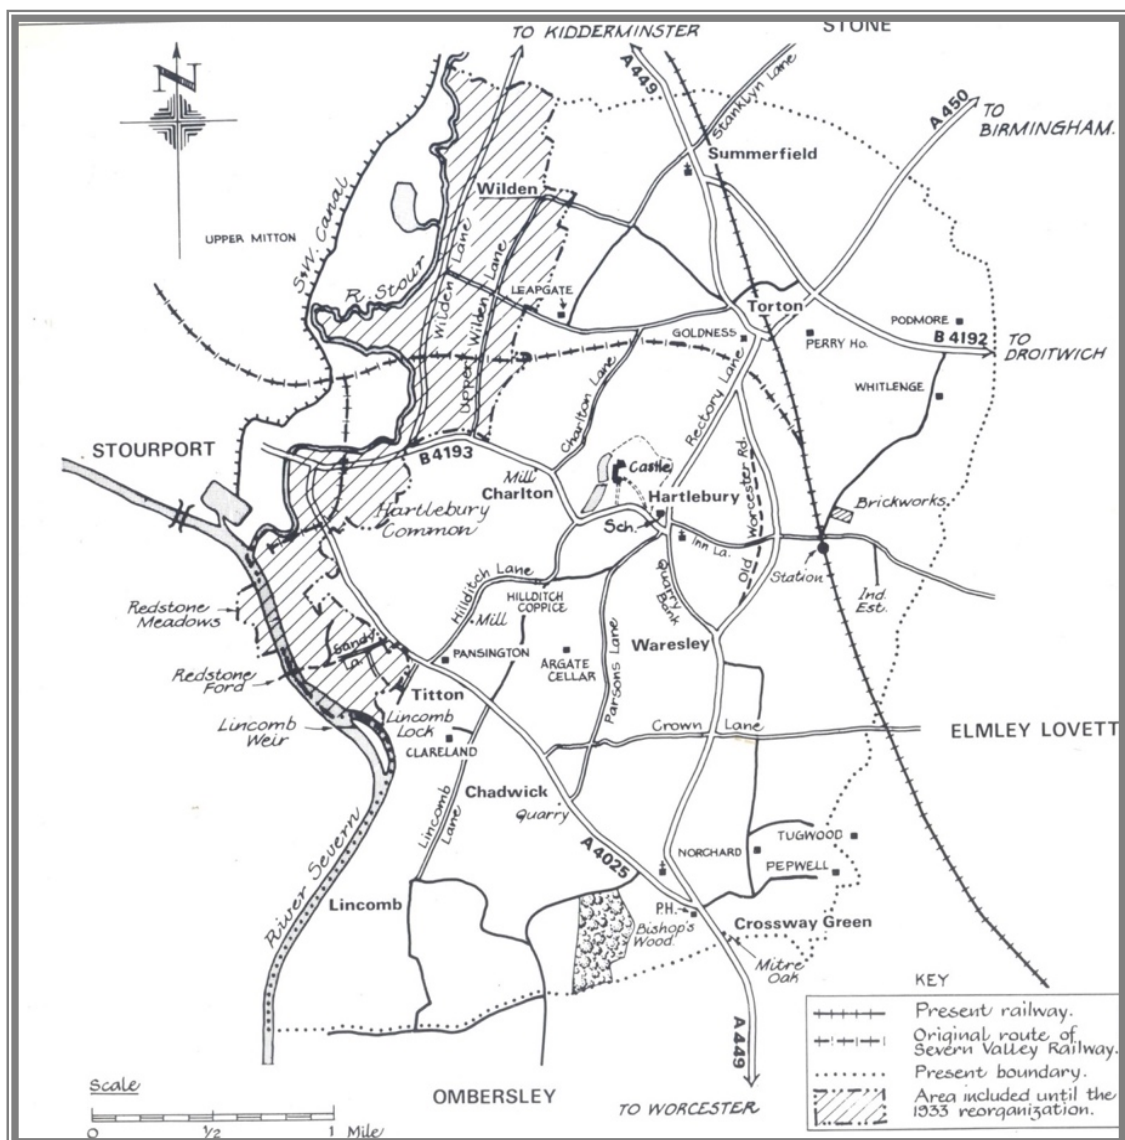 TO KIDDERMINSTER
STONE
N
A449
Stanklyn Lane
A 450
TO
BIRMINGHAM.
Summerfield
Wilden
S&W. Canal
UPPER MITTON
R. Stour
Wilden Lane
Upper Wilden Lane
LEAPGATE
Torton
GOLDNESS
PERRY Ho.
PODMORE
B 4192
TO
DROITWICH
WHITLENGE
Charlton Lane
Rectory Lane
STOURPORT
B4193
Mill
Charlton
Castle
Hartlebury
Old Worcester Rd.
Brickworks.
Hartlebury
Common
Sch.
Inn La.
Station
Ind.
Est.
Hillditch Lane
HILLDITCH
COPPICE
Quarry
Bank
Redstone
Meadows
Mill
Sandy
La.
PANSINGTON
ARGATE
CELLAR
Parsons Lane
Waresley
Redstone
Ford
Titton
Lincomb
Weir
Lincomb
Lock
CLARELAND
Crown Lane
ELMLEY LOVETT
Chadwick
Quarry
Lincomb
Lane
A 4025
NORCHARD
TUGWOOD
PEPWELL
River Severn
Lincomb
P.H.
Bishop's
Wood.
Crossway Green
Mitre
Oak
A449
OMBERSLEY
TO WORCESTER
KEY
Present railway.
Original route of
Severn Valley Railway.
Present boundary.
Area included until the
1933 reorganization.
Scale
0 1/2 1 Mile